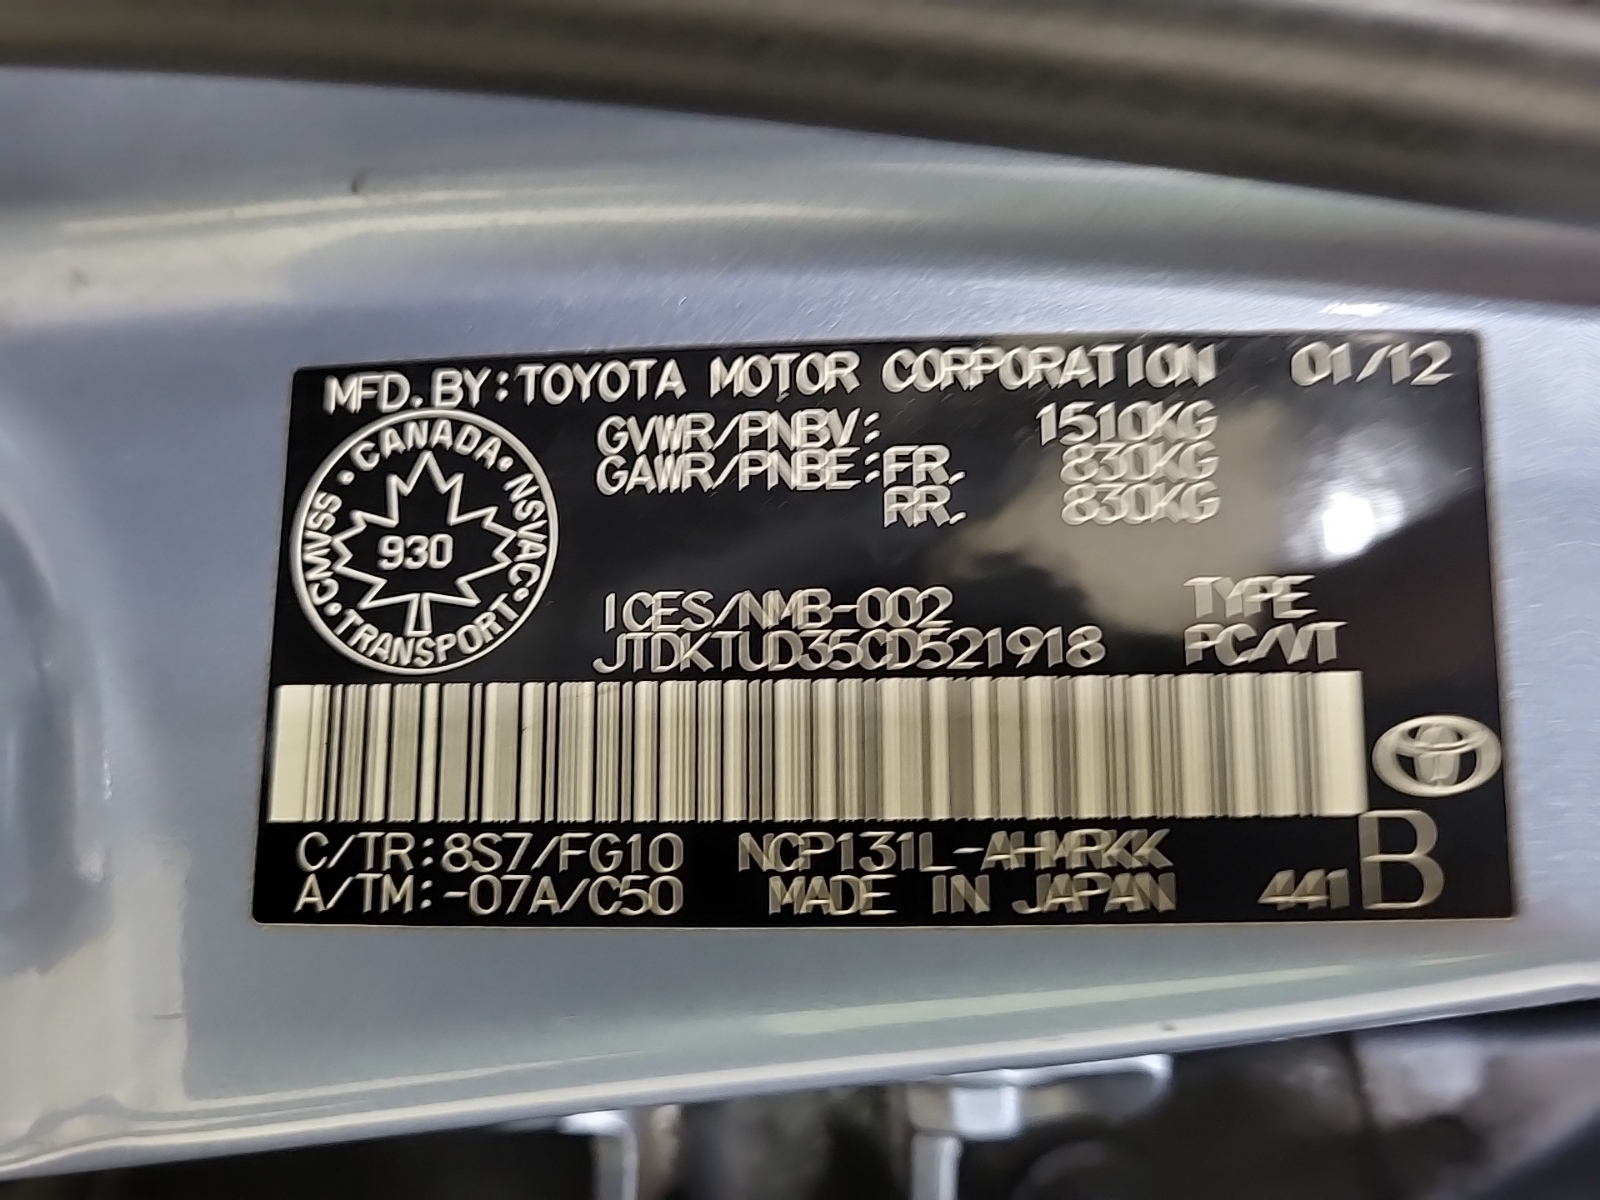 MFD. BY: TOYOTA MOTOR CORPORATION 01/12
GVWR/PNBV: 1510KG
GAWR/PNBE: FR. 830KG
RR. 830KG
CANADA · NSVAC · TRANSPORT · CMVSS ·
930
ICES/NMB-002 TYPE
JTDKTUD35CD521918 PC/VT
C/TR: 8S7/FG10 NCP131L-AHMRKK
A/TM: -07A/C50 MADE IN JAPAN 441 B